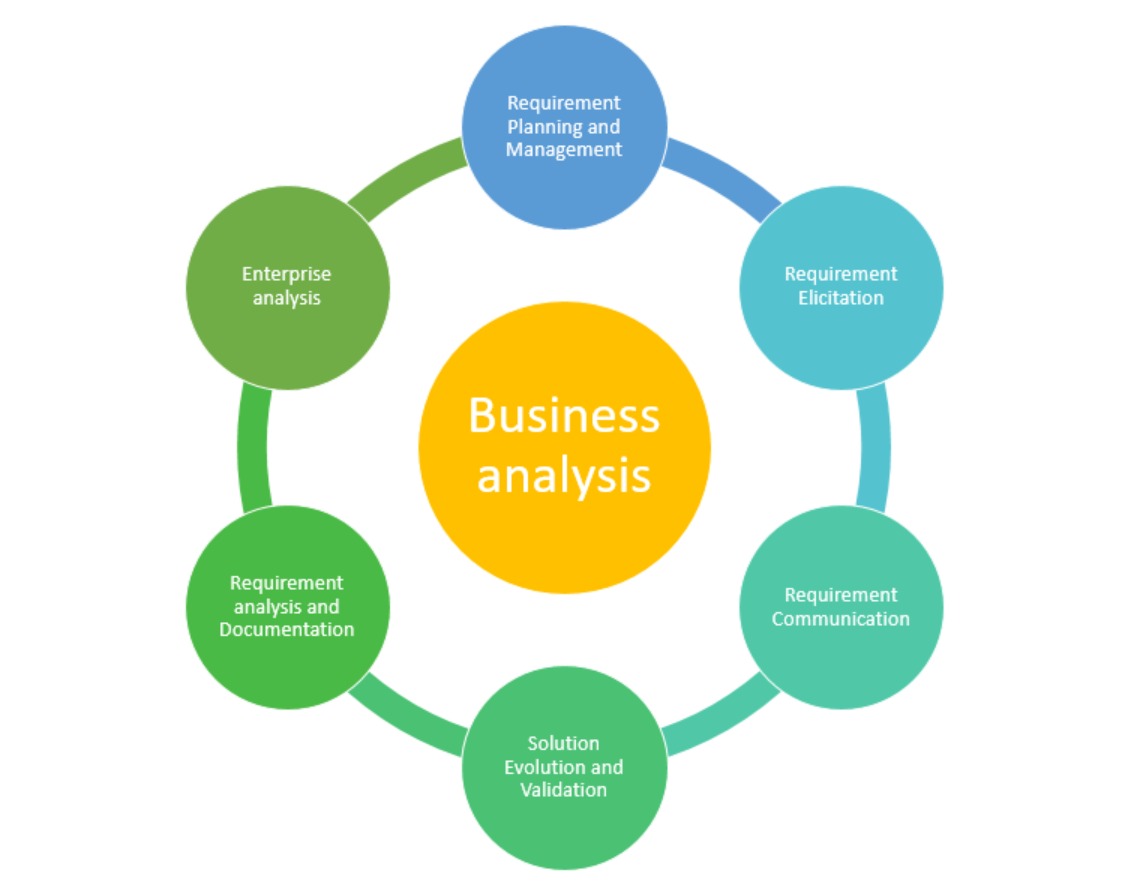 Requirement
Planning and
Management
Requirement
Elicitation
Requirement
Communication
Solution
Evolution and
Validation
Requirement
analysis and
Documentation
Enterprise
analysis
Business
analysis